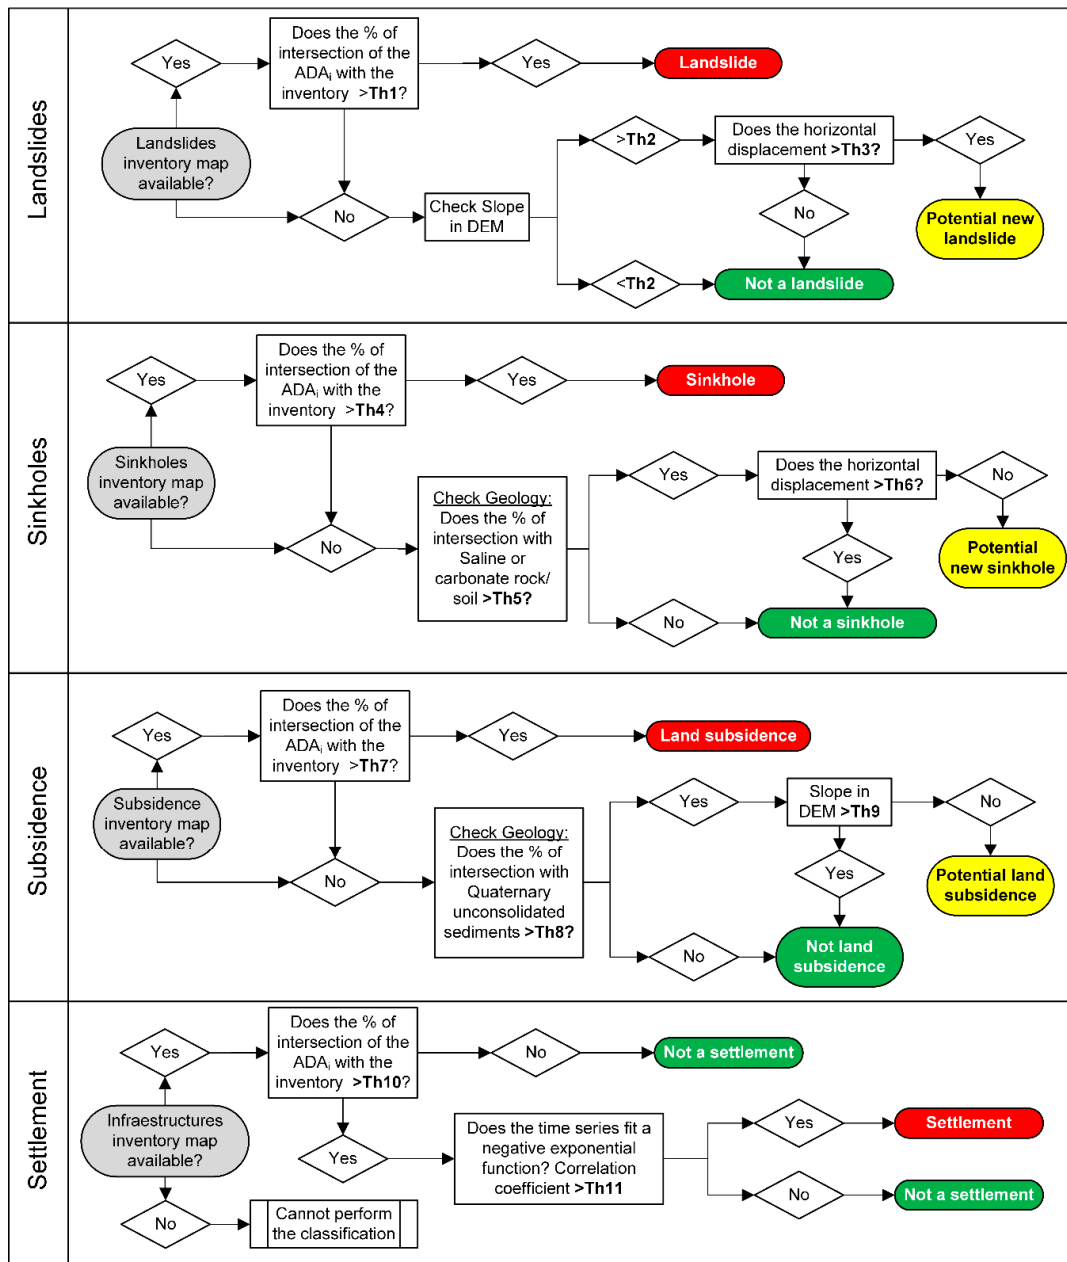 Landslides
Does the % of
intersection of the
ADAi with the
inventory >Th1?
Yes
Yes
Landslide
Landslides
inventory map
available?
No
Check Slope
in DEM
>Th2
Does the horizontal
displacement >Th3?
Yes
No
Potential new
landslide
<Th2
Not a landslide
Sinkholes
Does the % of
intersection of the
ADAi with the
inventory >Th4?
Yes
Yes
Sinkhole
Sinkholes
inventory map
available?
No
Check Geology:
Does the % of
intersection with
Saline or
carbonate rock/
soil >Th5?
Yes
Does the horizontal
displacement >Th6?
No
Yes
Potential
new sinkhole
No
Not a sinkhole
Subsidence
Does the % of
intersection of the
ADAi with the
inventory >Th7?
Yes
Yes
Land subsidence
Subsidence
inventory map
available?
No
Check Geology:
Does the % of
intersection with
Quaternary
unconsolidated
sediments >Th8?
Yes
Slope in
DEM >Th9
No
Yes
Potential land
subsidence
No
Not land
subsidence
Settlement
Does the % of
intersection of the
ADAi with the
inventory >Th10?
Yes
No
Not a settlement
Infraestructures
inventory map
available?
Yes
Does the time series fit a
negative exponential
function? Correlation
coefficient >Th11
Yes
Settlement
No
Not a settlement
No
Cannot perform
the classification